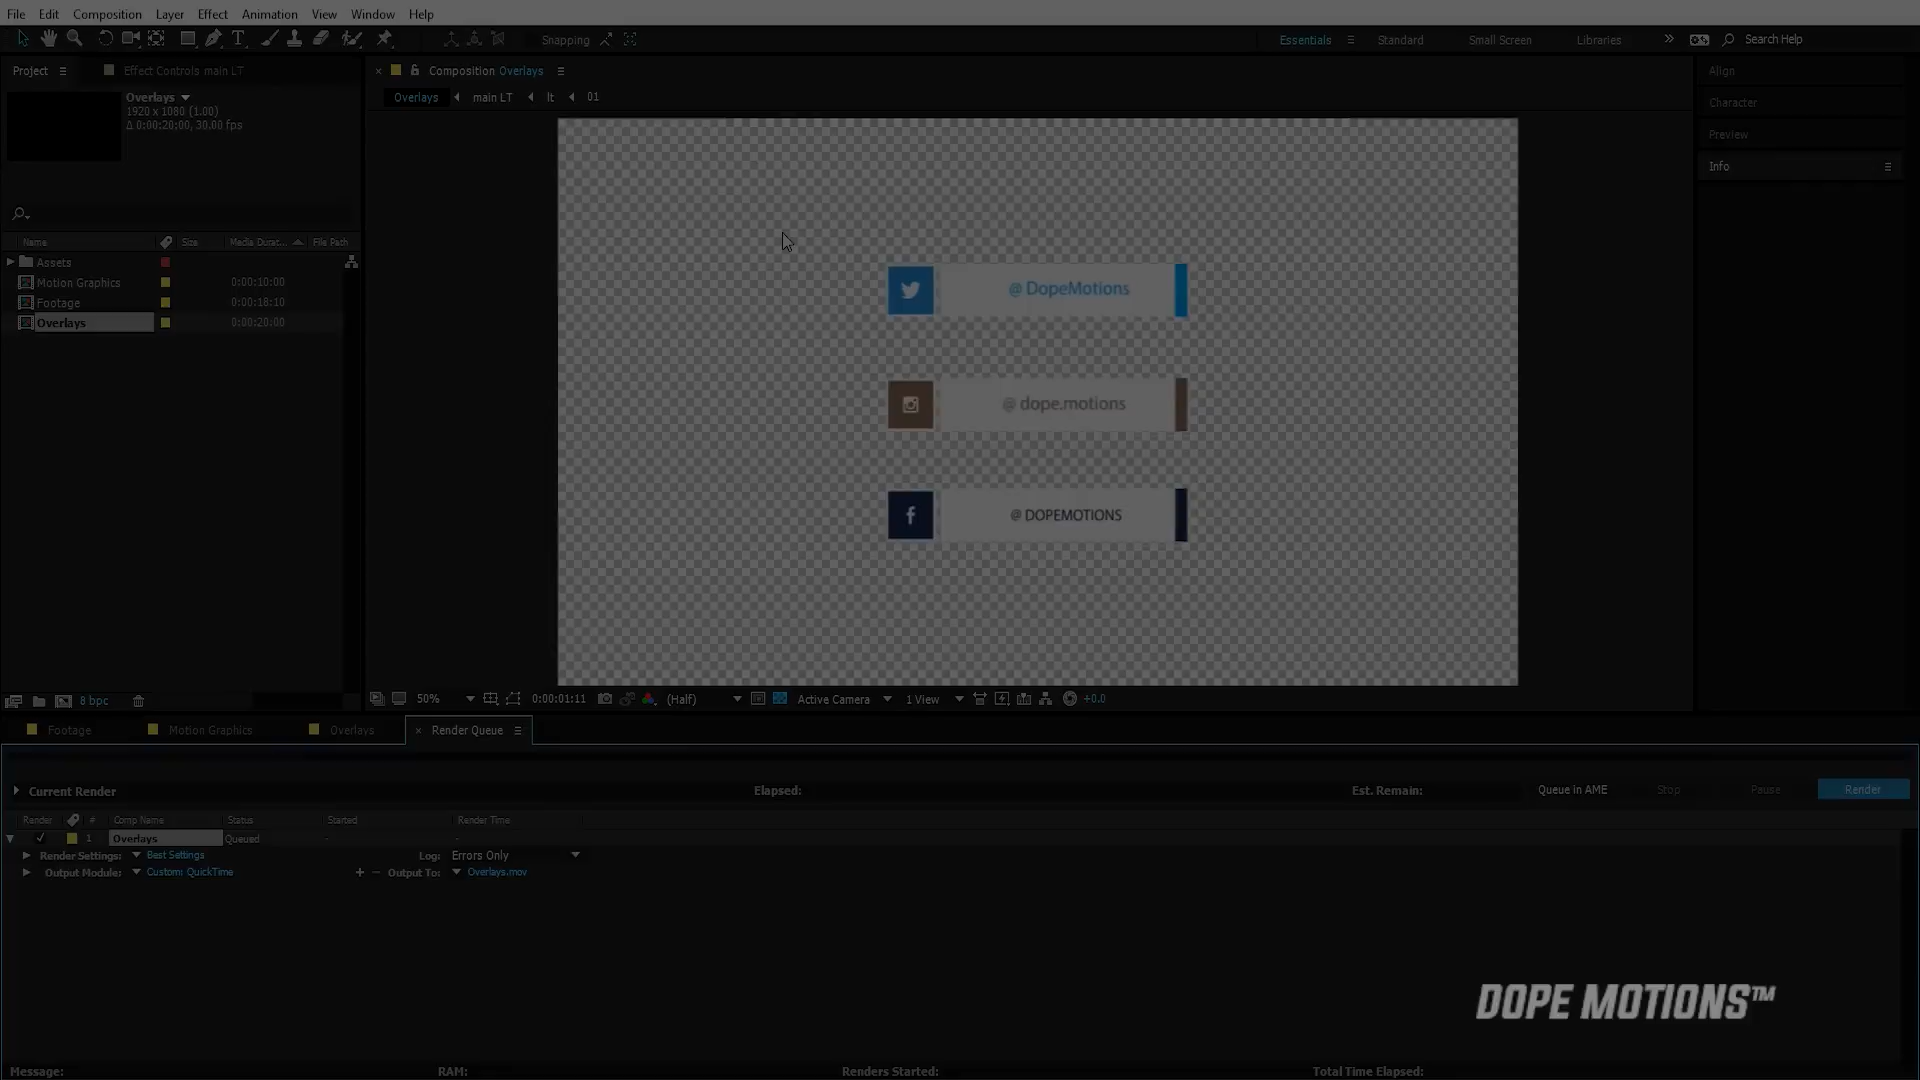 File Edit Composition Layer Effect Animation View Window Help
Snapping
Essentials Standard Small Screen Libraries Search Help
Project Effect Controls main LT
Composition Overlays
Overlays main LT lt 01
Overlays
1920 x 1080 (1.00)
Δ 0:00:20:00, 30.00 fps
Align
Character
Preview
Info
Name Size Media Durat... File Path
Assets
Motion Graphics 0:00:10:00
Footage 0:00:18:10
Overlays 0:00:20:00
@ DopeMotions
@ dope.motions
@ DOPEMOTIONS
8 bpc
50% 0:00:01:11 (Half) Active Camera 1 View +0.0
Footage Motion Graphics Overlays Render Queue
Current Render Elapsed: Est. Remain: Queue in AME Stop Pause Render
Render # Comp Name Status Started Render Time
1 Overlays Queued - -
Render Settings: Best Settings Log: Errors Only
Output Module: Custom: QuickTime + – Output To: Overlays.mov
DOPE MOTIONS™
Message: RAM: Renders Started: Total Time Elapsed: